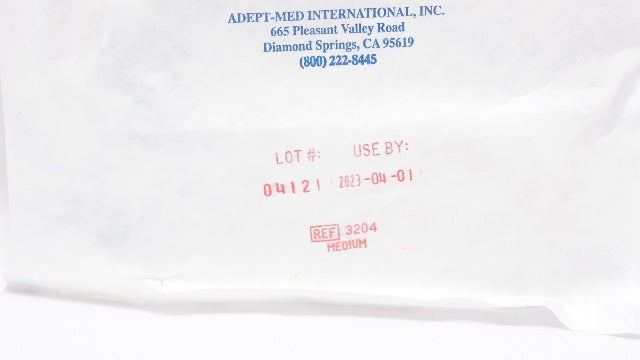 ADEPT-MED INTERNATIONAL, INC.
665 Pleasant Valley Road
Diamond Springs, CA 95619
(800) 222-8445
LOT #: USE BY:
04121 2023-04-01
REF 3204
MEDIUM